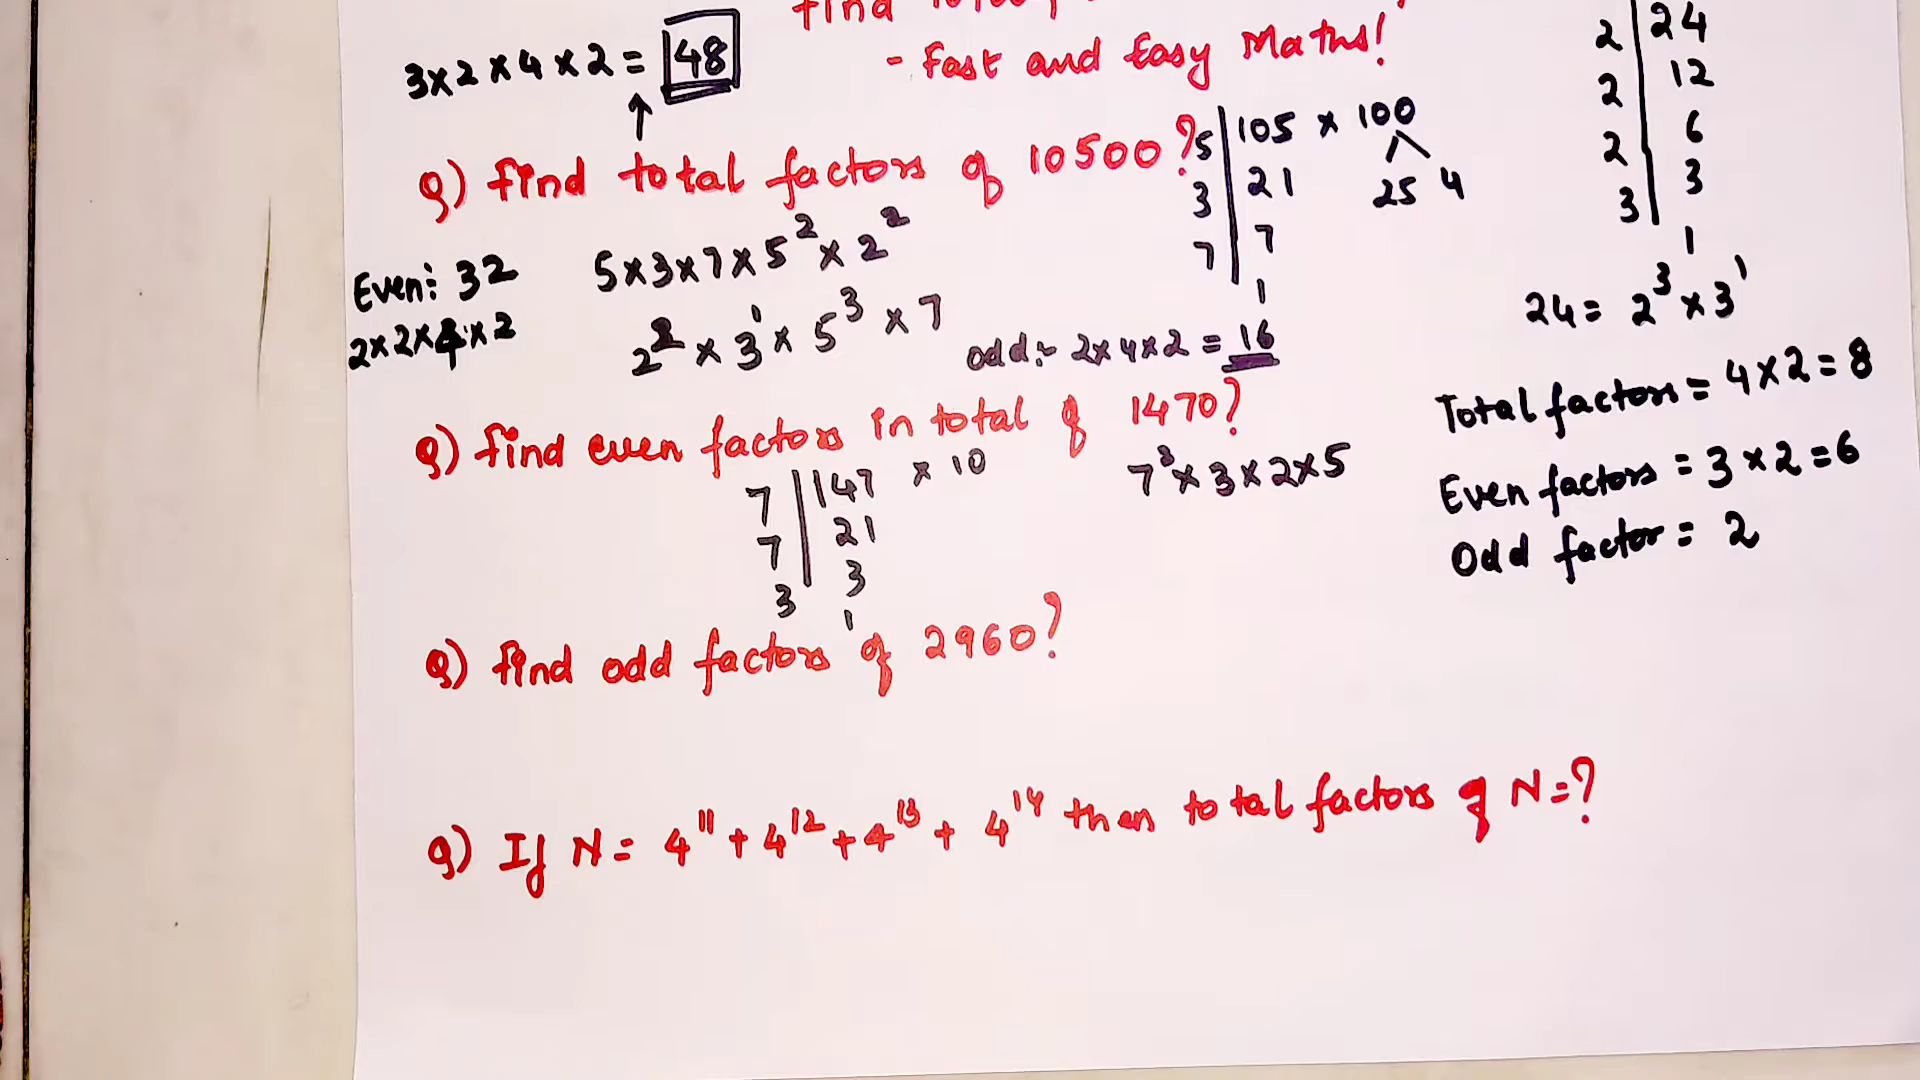 find
3×2×4×2 = 48
- Fast and Easy Maths!
Q) Find total factors of 10500?
5 | 105 × 100
3 | 21 25 4
7 | 7
1
Even: 32
2×2×4×2
5×3×7×5²×2²
2² × 3¹ × 5³ × 7
odd:- 2×4×2 = 16
Q) Find even factors in total of 1470?
7 | 147 × 10
7 | 21
3 | 3
1
7² × 3 × 2 × 5
Q) Find odd factors of 2960?
Q) If N = 4¹¹ + 4¹² + 4¹³ + 4¹⁴ then total factors of N=?
2 | 24
2 | 12
2 | 6
3 | 3
1
24 = 2³ × 3¹
Total factors = 4×2 = 8
Even factors = 3×2 = 6
Odd factor = 2